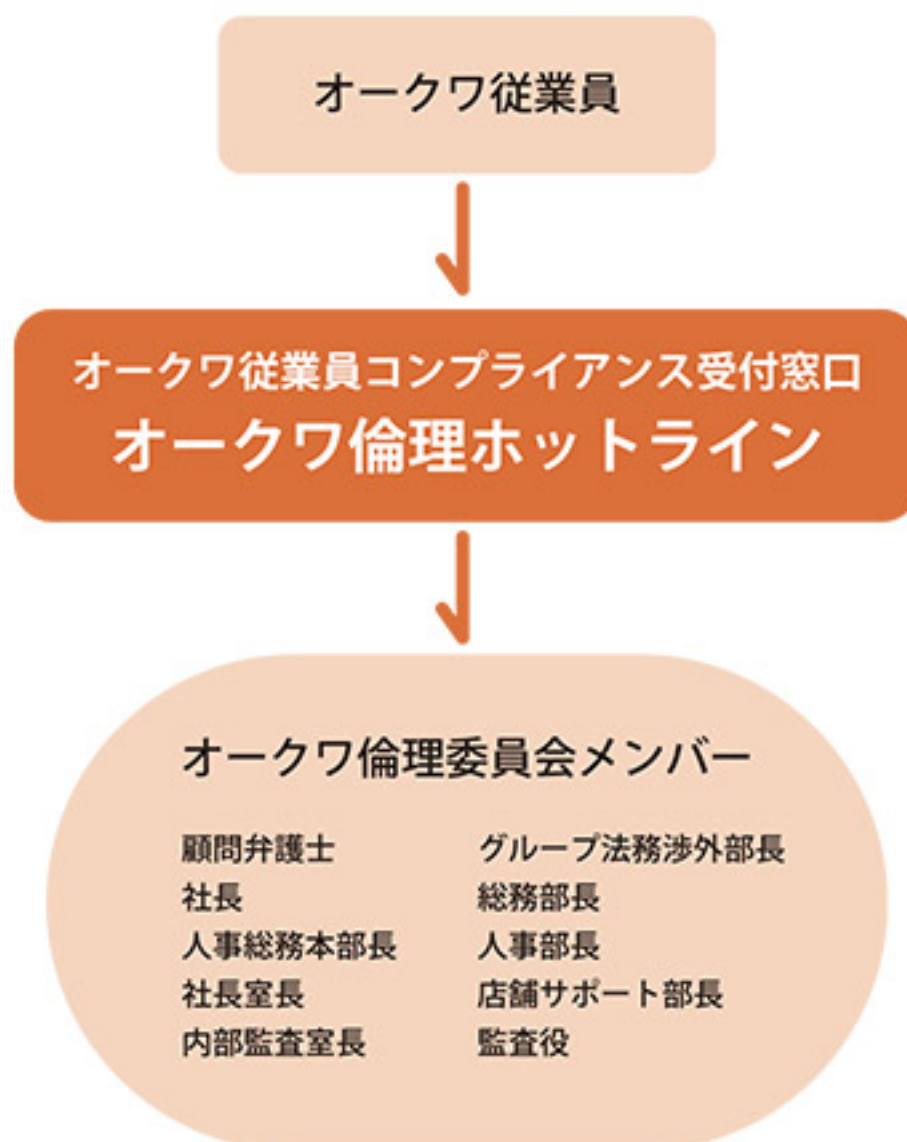 オークワ従業員
オークワ従業員コンプライアンス受付窓口
オークワ倫理ホットライン
オークワ倫理委員会メンバー
顧問弁護士
社長
人事総務本部長
社長室長
内部監査室長
グループ法務渉外部長
総務部長
人事部長
店舗サポート部長
監査役